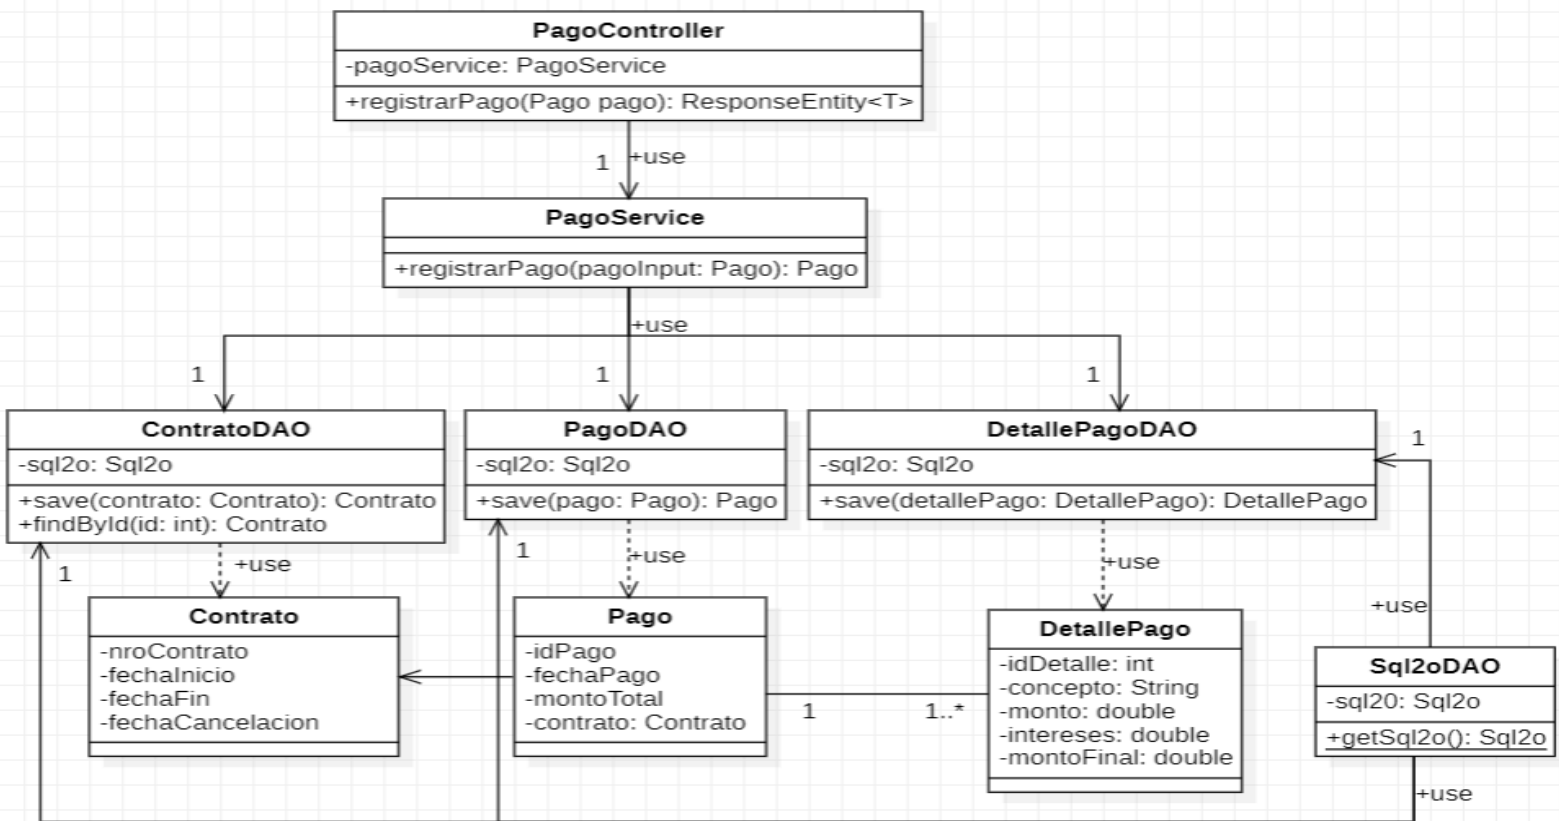 PagoController
-pagoService: PagoService
+registrarPago(Pago pago): ResponseEntity<T>
1
+use
PagoService
+registrarPago(pagoInput: Pago): Pago
+use
1
1
1
ContratoDAO
-sql2o: Sql2o
+save(contrato: Contrato): Contrato
+findById(id: int): Contrato
PagoDAO
-sql2o: Sql2o
+save(pago: Pago): Pago
DetallePagoDAO
-sql2o: Sql2o
+save(detallePago: DetallePago): DetallePago
1
1
+use
1
+use
+use
+use
Contrato
-nroContrato
-fechaInicio
-fechaFin
-fechaCancelacion
Pago
-idPago
-fechaPago
-montoTotal
-contrato: Contrato
1
1..*
DetallePago
-idDetalle: int
-concepto: String
-monto: double
-intereses: double
-montoFinal: double
Sql2oDAO
-sql20: Sql2o
+getSql2o(): Sql2o
+use